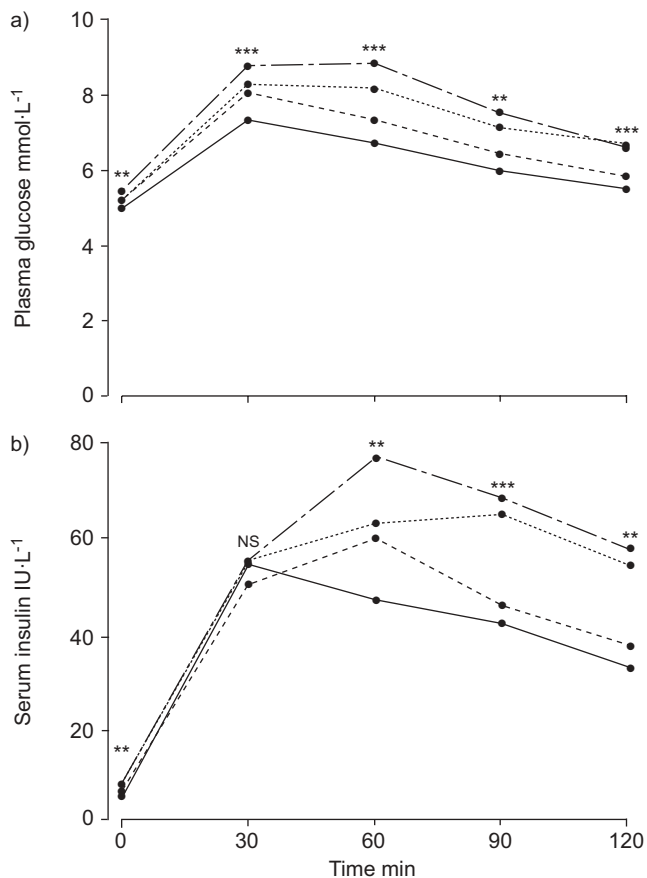 a)
Plasma glucose mmol·L⁻¹
10
8
6
4
2
0
**
***
***
**
***
b)
Serum insulin IU·L⁻¹
80
60
40
20
0
**
NS
**
***
**
0 30 60 90 120
Time min